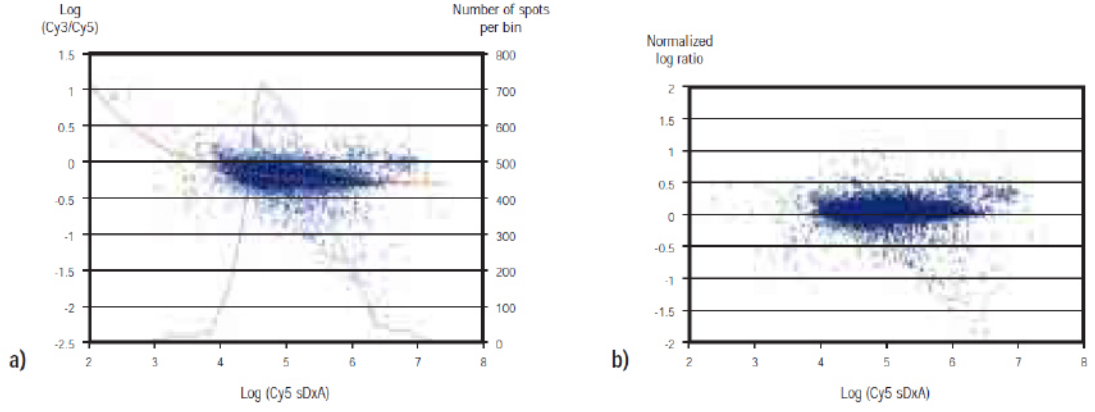 Log
(Cy3/Cy5)
Number of spots
per bin
1.5
1
0.5
0
-0.5
-1
-1.5
-2
-2.5
800
700
600
500
400
300
200
100
0
2 3 4 5 6 7 8
a)
Log (Cy5 sDxA)
Normalized
log ratio
2
1.5
1
0.5
0
-0.5
-1
-1.5
-2
2 3 4 5 6 7 8
b)
Log (Cy5 sDxA)